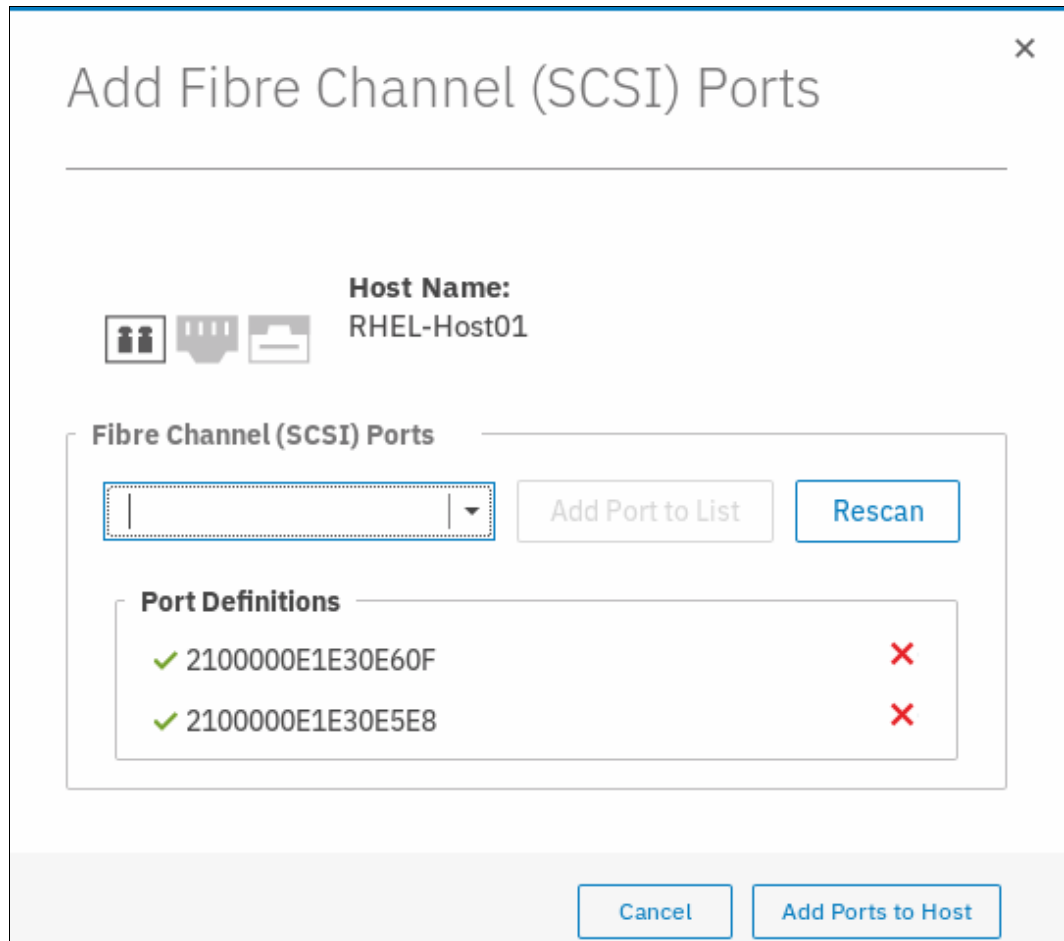 Add Fibre Channel (SCSI) Ports
Host Name:
RHEL-Host01
Fibre Channel (SCSI) Ports
Add Port to List
Rescan
Port Definitions
2100000E1E30E60F
2100000E1E30E5E8
Cancel
Add Ports to Host